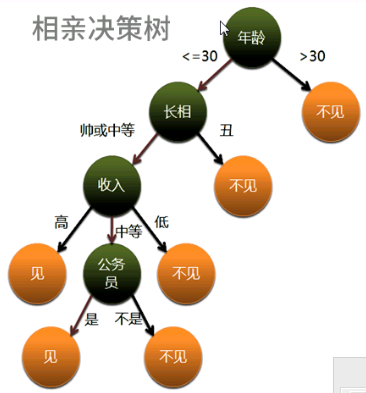 相亲决策树
年龄
<=30
>30
长相
不见
帅或中等
丑
收入
不见
高
中等
低
见
公务
员
不见
是
不是
见
不见